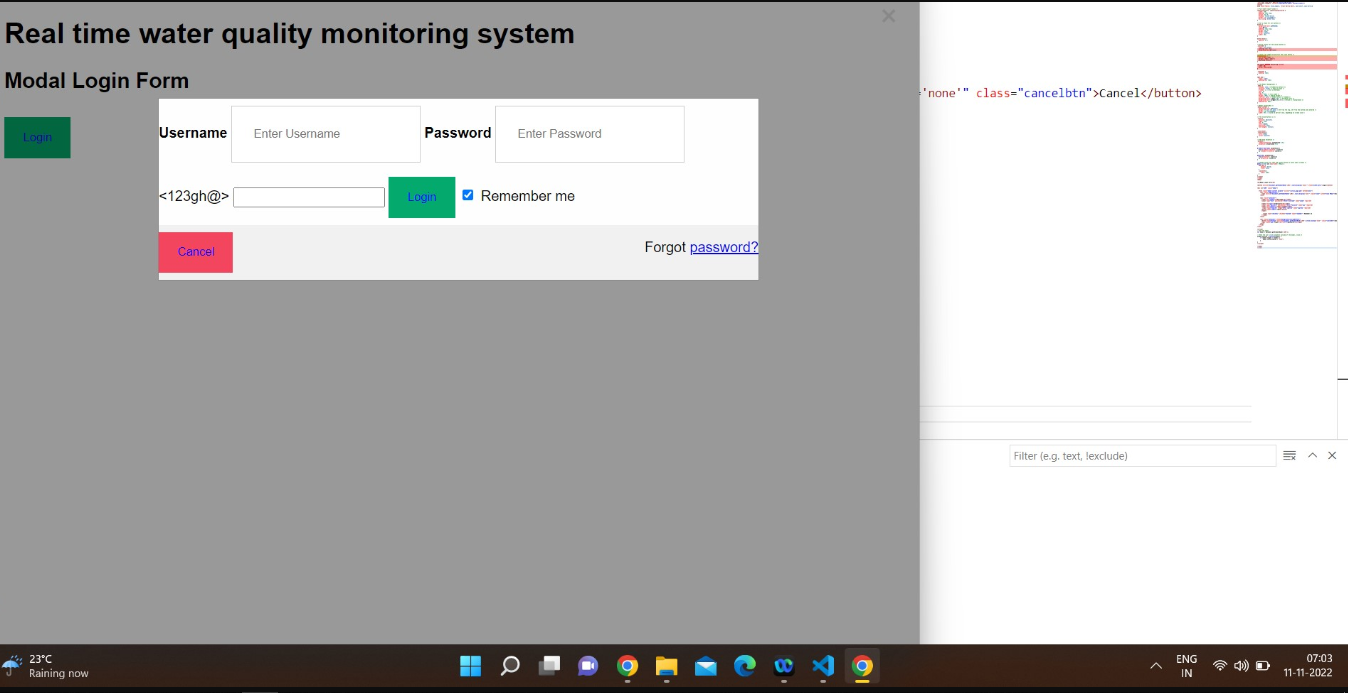 Real time water quality monitoring system
Modal Login Form
Login
Username Enter Username Password Enter Password
<123gh@> Login Remember me
Cancel Forgot password?
'none'" class="cancelbtn">Cancel</button>
Filter (e.g. text, !exclude)
23°C
Raining now
ENG
IN
07:03
11-11-2022